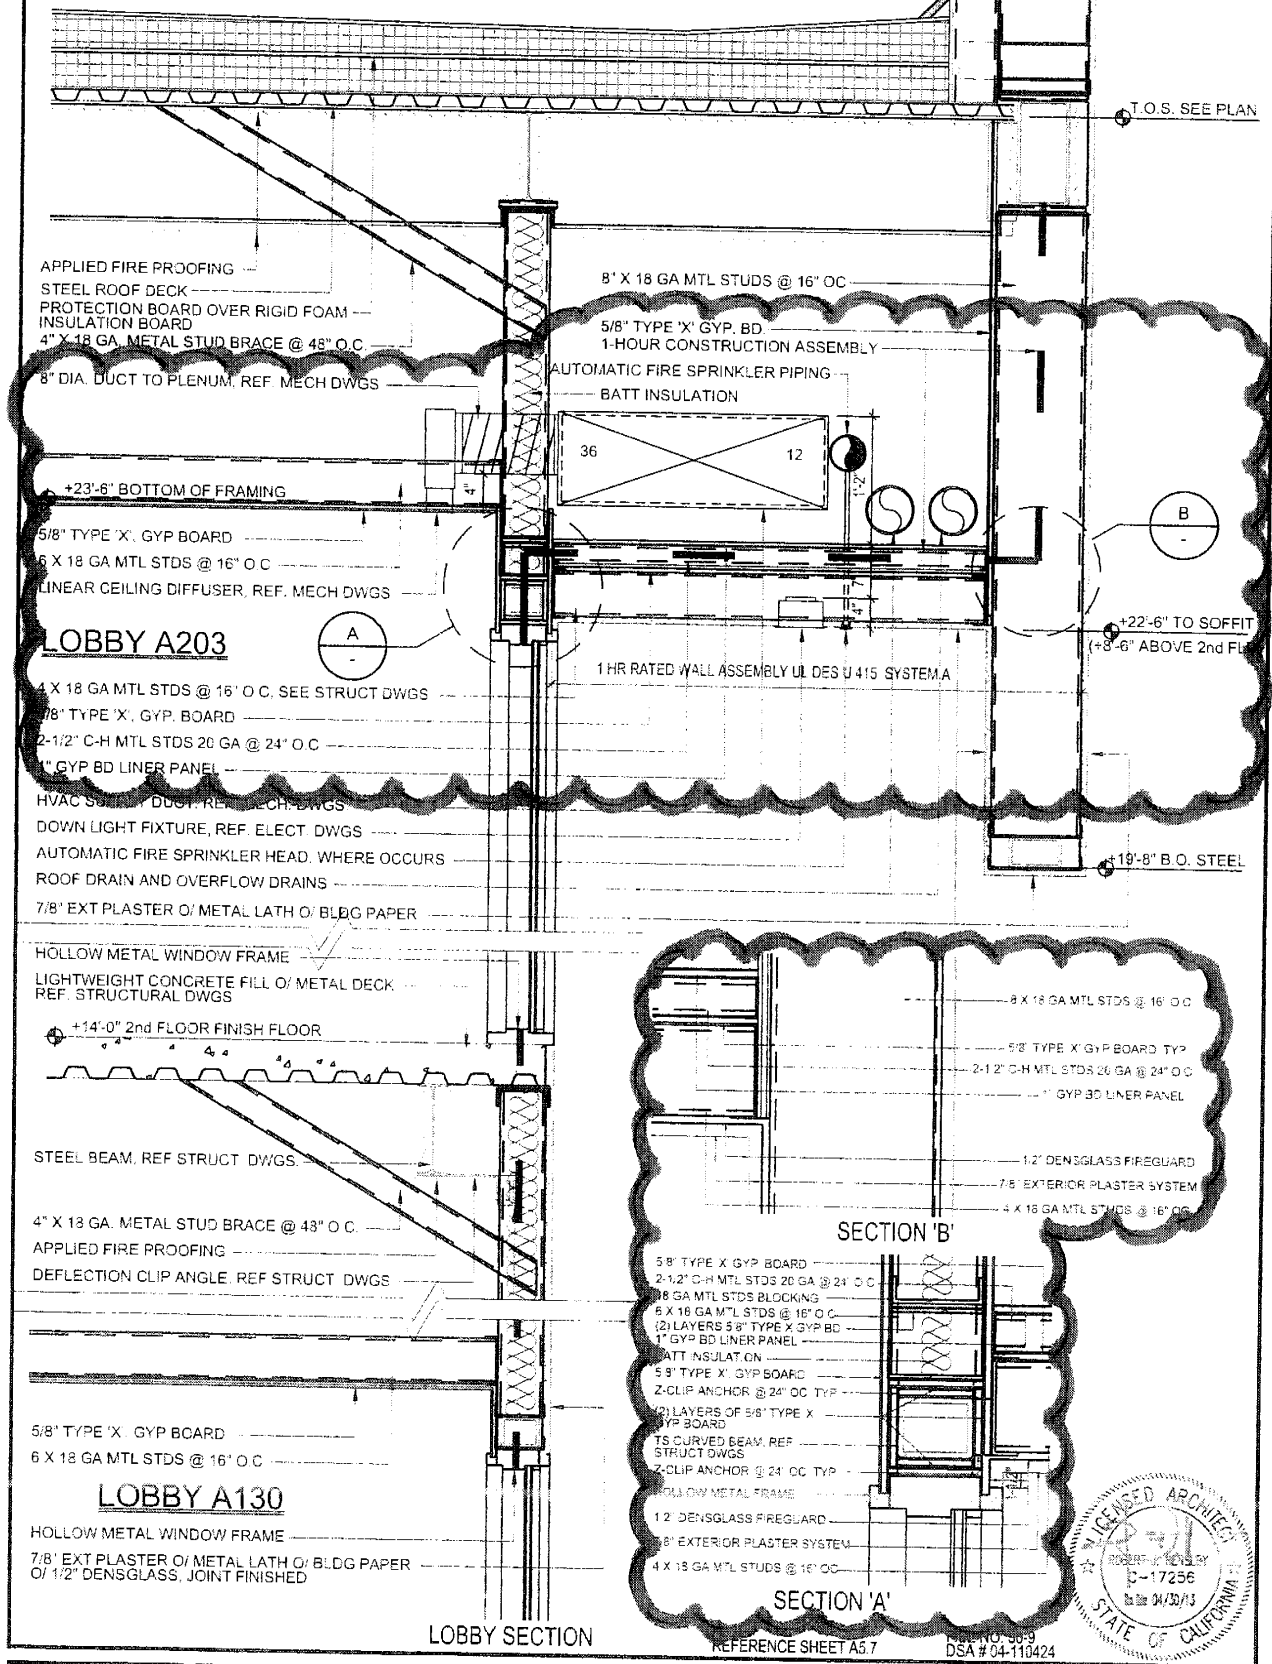 T.O.S. SEE PLAN
APPLIED FIRE PROOFING
STEEL ROOF DECK
PROTECTION BOARD OVER RIGID FOAM
INSULATION BOARD
4" X 18 GA. METAL STUD BRACE @ 48" O.C.
8" DIA. DUCT TO PLENUM, REF. MECH DWGS
+23'-6" BOTTOM OF FRAMING
5/8" TYPE 'X', GYP BOARD
6 X 18 GA MTL STDS @ 16" O.C
LINEAR CEILING DIFFUSER, REF. MECH DWGS
LOBBY A203
4 X 18 GA MTL STDS @ 16" O.C, SEE STRUCT DWGS
5/8" TYPE 'X', GYP. BOARD
2-1/2" C-H MTL STDS 20 GA @ 24" O.C
1" GYP BD LINER PANEL
HVAC SUPPLY DUCT, REF. MECH. DWGS
DOWN LIGHT FIXTURE, REF. ELECT. DWGS
AUTOMATIC FIRE SPRINKLER HEAD, WHERE OCCURS
ROOF DRAIN AND OVERFLOW DRAINS
7/8" EXT PLASTER O/ METAL LATH O/ BLDG PAPER
HOLLOW METAL WINDOW FRAME
LIGHTWEIGHT CONCRETE FILL O/ METAL DECK
REF. STRUCTURAL DWGS
+14'-0" 2nd FLOOR FINISH FLOOR
STEEL BEAM, REF STRUCT DWGS.
4" X 18 GA. METAL STUD BRACE @ 48" O.C.
APPLIED FIRE PROOFING
DEFLECTION CLIP ANGLE, REF STRUCT DWGS
5/8" TYPE 'X', GYP BOARD
6 X 18 GA MTL STDS @ 16" O.C
LOBBY A130
HOLLOW METAL WINDOW FRAME
7/8" EXT PLASTER O/ METAL LATH O/ BLDG PAPER
O/ 1/2" DENSGLASS, JOINT FINISHED
LOBBY SECTION
8" X 18 GA MTL STUDS @ 16" OC
5/8" TYPE 'X' GYP. BD.
1-HOUR CONSTRUCTION ASSEMBLY
AUTOMATIC FIRE SPRINKLER PIPING
BATT INSULATION
36
12
4"
1'-2"
7"
4"
A
-
B
-
+22'-6" TO SOFFIT
(+8'-6" ABOVE 2nd FL
1 HR RATED WALL ASSEMBLY UL DES U 415 SYSTEM A
+19'-8" B.O. STEEL
8 X 18 GA MTL STDS @ 16" O.C
5/8" TYPE 'X' GYP BOARD TYP
2-1/2" C-H MTL STDS 20 GA @ 24" O.C
1" GYP BD LINER PANEL
1/2" DENSGLASS FIREGUARD
7/8" EXTERIOR PLASTER SYSTEM
4 X 18 GA MTL STUDS @ 16" OC
SECTION 'B'
5/8" TYPE X GYP BOARD
2-1/2" C-H MTL STDS 20 GA @ 24" O.C
18 GA MTL STDS BLOCKING
6 X 18 GA MTL STDS @ 16" O.C
(2) LAYERS 5/8" TYPE X GYP BD
1" GYP BD LINER PANEL
BATT INSULATION
5/8" TYPE 'X', GYP BOARD
Z-CLIP ANCHOR @ 24" OC TYP
(2) LAYERS OF 5/8" TYPE X
GYP BOARD
TS CURVED BEAM, REF
STRUCT DWGS
Z-CLIP ANCHOR @ 24" OC TYP
HOLLOW METAL FRAME
1/2" DENSGLASS FIREGUARD
7/8" EXTERIOR PLASTER SYSTEM
4 X 18 GA MTL STUDS @ 16" OC
SECTION 'A'
REFERENCE SHEET A5.7
DSA # 04-110424
LICENSED ARCHITECT
C-17256
04/30/13
STATE OF CALIFORNIA